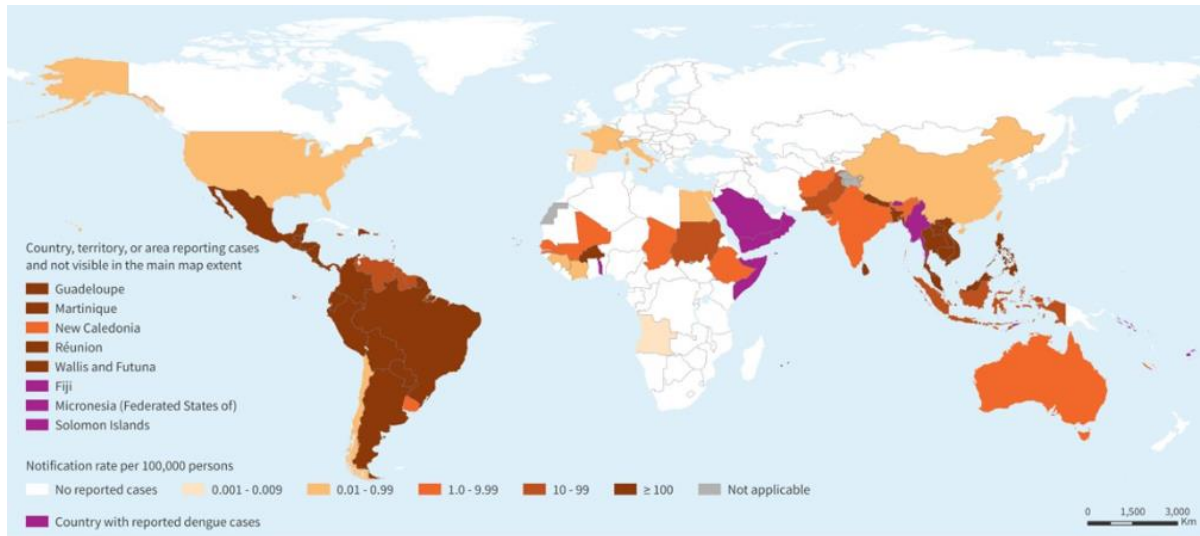 Country, territory, or area reporting cases
and not visible in the main map extent
Guadeloupe
Martinique
New Caledonia
Réunion
Wallis and Futuna
Fiji
Micronesia (Federated States of)
Solomon Islands
Notification rate per 100,000 persons
No reported cases 0.001 - 0.009 0.01 - 0.99 1.0 - 9.99 10 - 99 ≥ 100 Not applicable
Country with reported dengue cases
0 1,500 3,000
Km